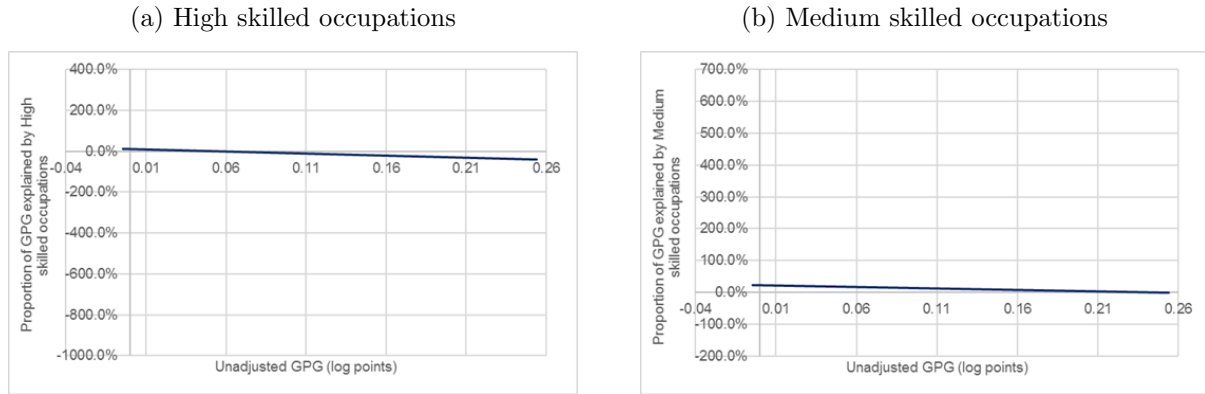 (a) High skilled occupations
Proportion of GPG explained by High
skilled occupations
400.0%
200.0%
0.0%
-200.0%
-400.0%
-600.0%
-800.0%
-1000.0%
-0.04 0.01 0.06 0.11 0.16 0.21 0.26
Unadjusted GPG (log points)
(b) Medium skilled occupations
Proportion of GPG explained by Medium
skilled occupations
700.0%
600.0%
500.0%
400.0%
300.0%
200.0%
100.0%
0.0%
-100.0%
-200.0%
-0.04 0.01 0.06 0.11 0.16 0.21 0.26
Unadjusted GPG (log points)